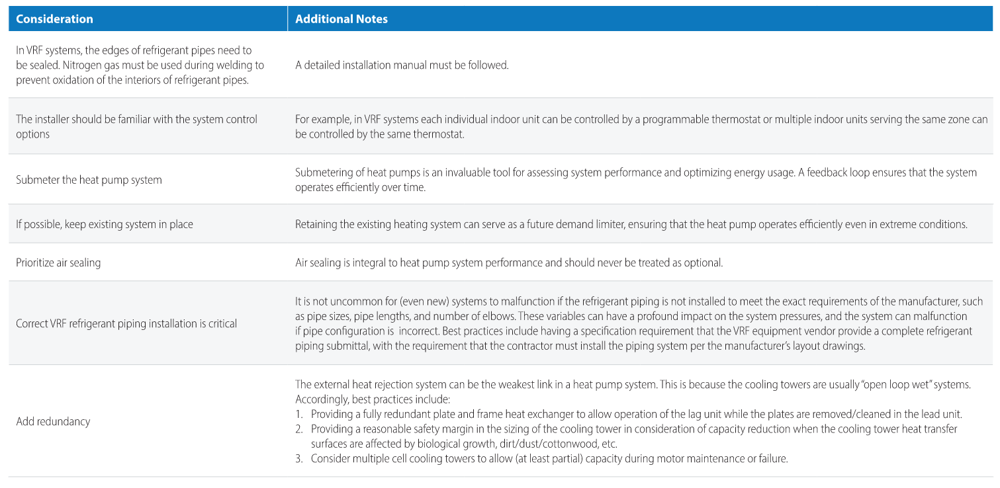 Consideration
Additional Notes
In VRF systems, the edges of refrigerant pipes need to
be sealed. Nitrogen gas must be used during welding to
prevent oxidation of the interiors of refrigerant pipes.
A detailed installation manual must be followed.
The installer should be familiar with the system control
options
For example, in VRF systems each individual indoor unit can be controlled by a programmable thermostat or multiple indoor units serving the same zone can
be controlled by the same thermostat.
Submeter the heat pump system
Submetering of heat pumps is an invaluable tool for assessing system performance and optimizing energy usage. A feedback loop ensures that the system
operates efficiently over time.
If possible, keep existing system in place
Retaining the existing heating system can serve as a future demand limiter, ensuring that the heat pump operates efficiently even in extreme conditions.
Prioritize air sealing
Air sealing is integral to heat pump system performance and should never be treated as optional.
Correct VRF refrigerant piping installation is critical
It is not uncommon for (even new) systems to malfunction if the refrigerant piping is not installed to meet the exact requirements of the manufacturer, such
as pipe sizes, pipe lengths, and number of elbows. These variables can have a profound impact on the system pressures, and the system can malfunction
if pipe configuration is incorrect. Best practices include having a specification requirement that the VRF equipment vendor provide a complete refrigerant
piping submittal, with the requirement that the contractor must install the piping system per the manufacturer's layout drawings.
Add redundancy
The external heat rejection system can be the weakest link in a heat pump system. This is because the cooling towers are usually "open loop wet" systems.
Accordingly, best practices include:
1. Providing a fully redundant plate and frame heat exchanger to allow operation of the lag unit while the plates are removed/cleaned in the lead unit.
2. Providing a reasonable safety margin in the sizing of the cooling tower in consideration of capacity reduction when the cooling tower heat transfer
surfaces are affected by biological growth, dirt/dust/cottonwood, etc.
3. Consider multiple cell cooling towers to allow (at least partial) capacity during motor maintenance or failure.